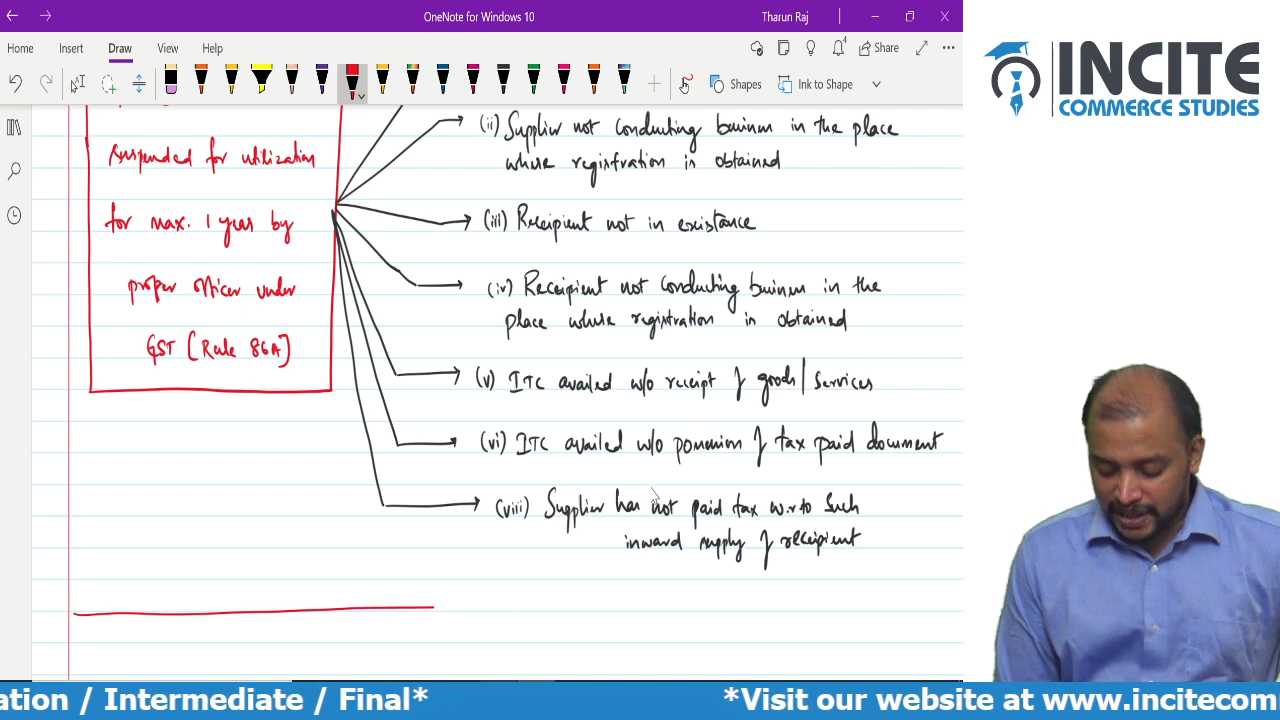 OneNote for Windows 10
Tharun Raj
Home Insert Draw View Help
4
Share
Shapes
Ink to Shape
INCITE
COMMERCE STUDIES
suspended for utilization
for max. 1 year by
proper officer under
GST [Rule 86A]
(ii) Supplier not conducting business in the place
where registration is obtained
(iii) Recipient not in existance
(iv) Receipient not conducting business in the
place where registration is obtained
(v) ITC availed w/o receipt of goods/services
(vi) ITC availed w/o possession of tax paid document
(viii) Supplier has not paid tax w.r.to such
inward supply of receipient
ation / Intermediate / Final*
*Visit our website at www.incitecom